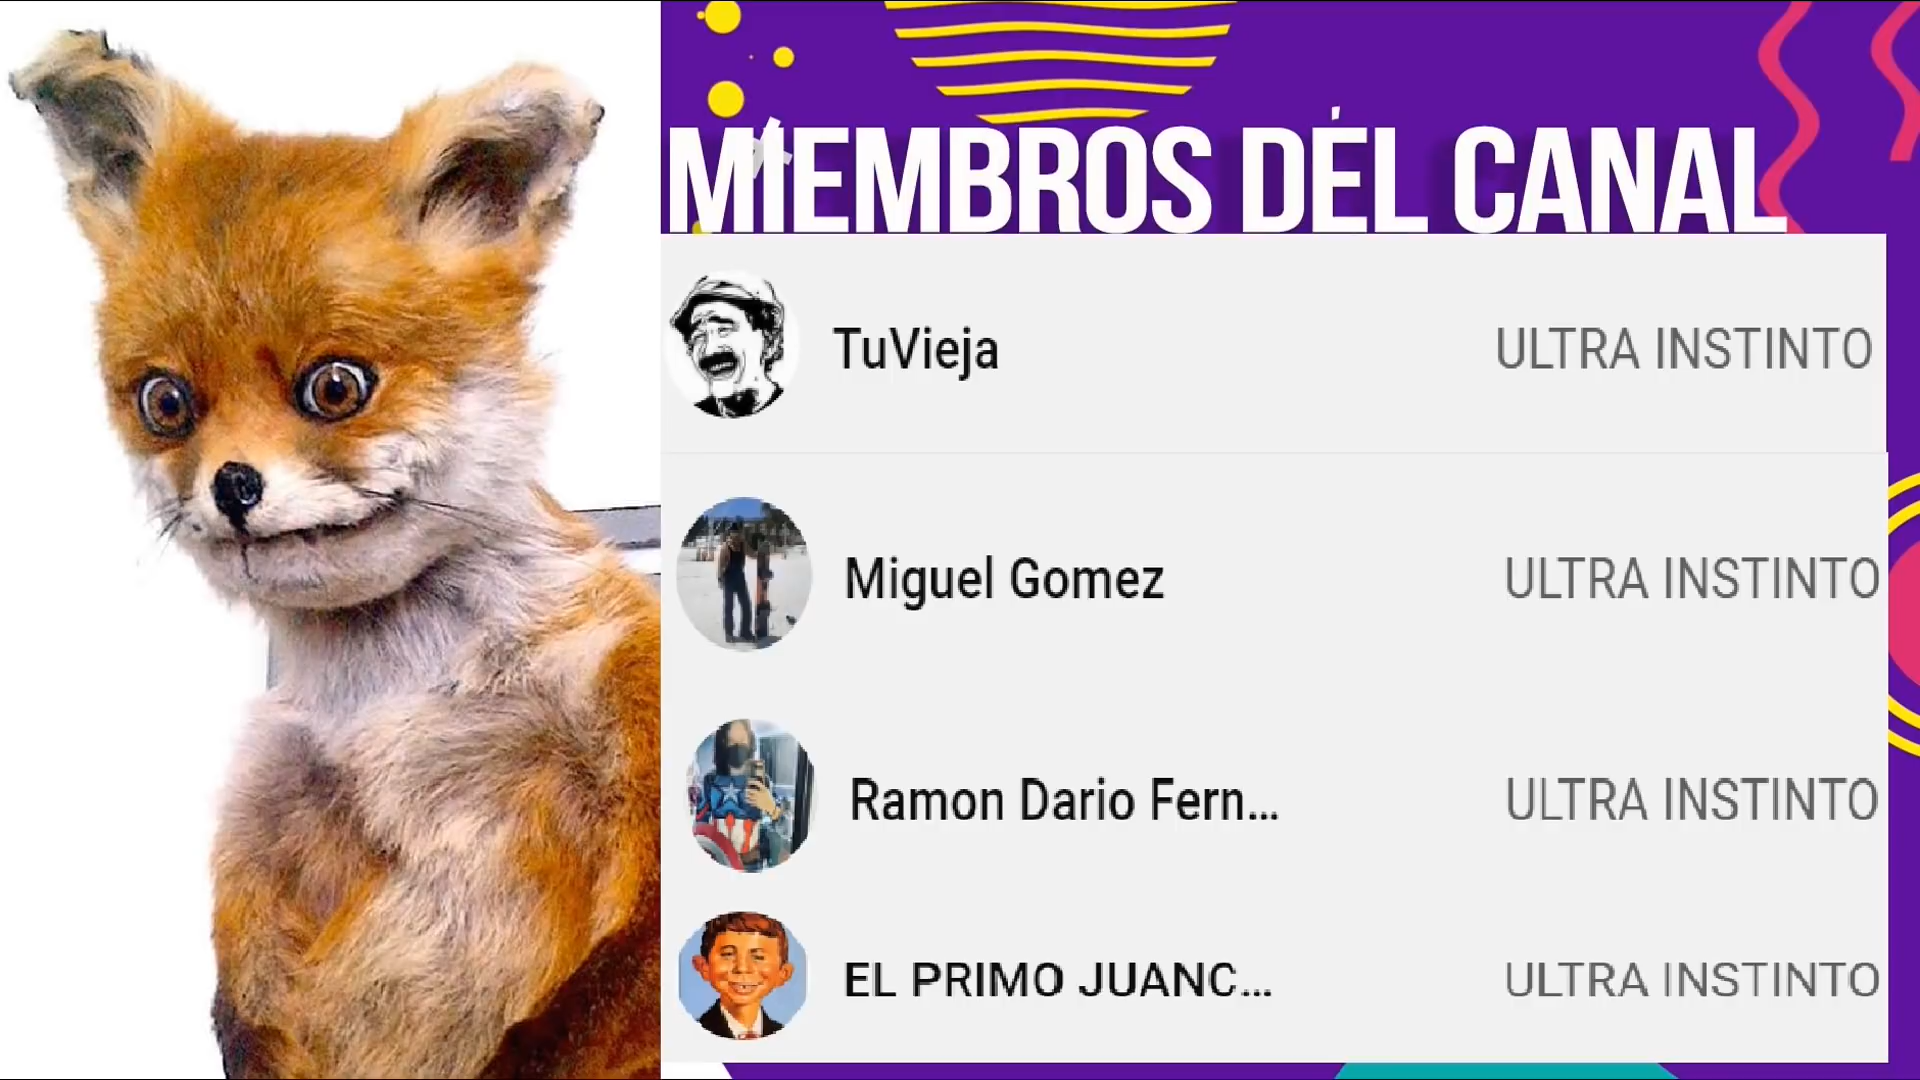 MIEMBROS DEL CANAL
TuVieja ULTRA INSTINTO
Miguel Gomez ULTRA INSTINTO
Ramon Dario Fern... ULTRA INSTINTO
EL PRIMO JUANC... ULTRA INSTINTO